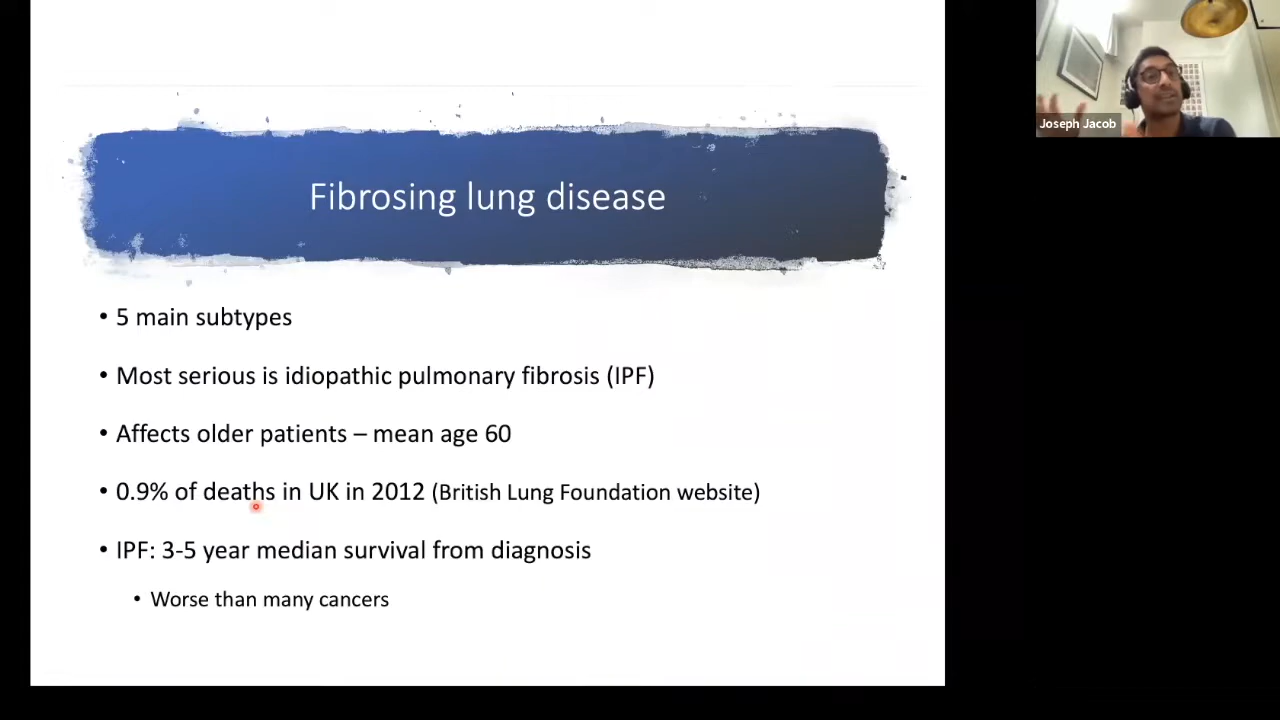 Fibrosing lung disease
• 5 main subtypes
• Most serious is idiopathic pulmonary fibrosis (IPF)
• Affects older patients – mean age 60
• 0.9% of deaths in UK in 2012 (British Lung Foundation website)
• IPF: 3-5 year median survival from diagnosis
• Worse than many cancers
Joseph Jacob